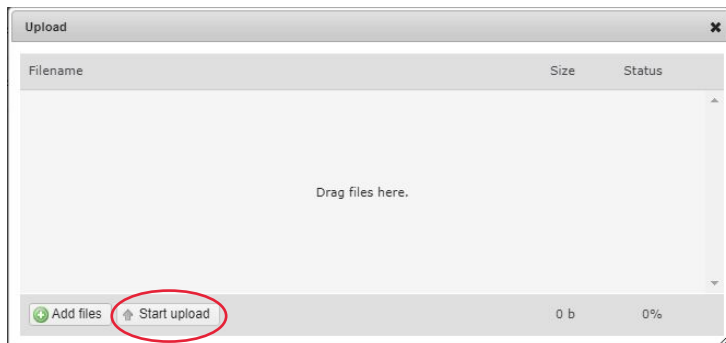 Upload
Filename Size Status
Drag files here.
Add files Start upload 0 b 0%